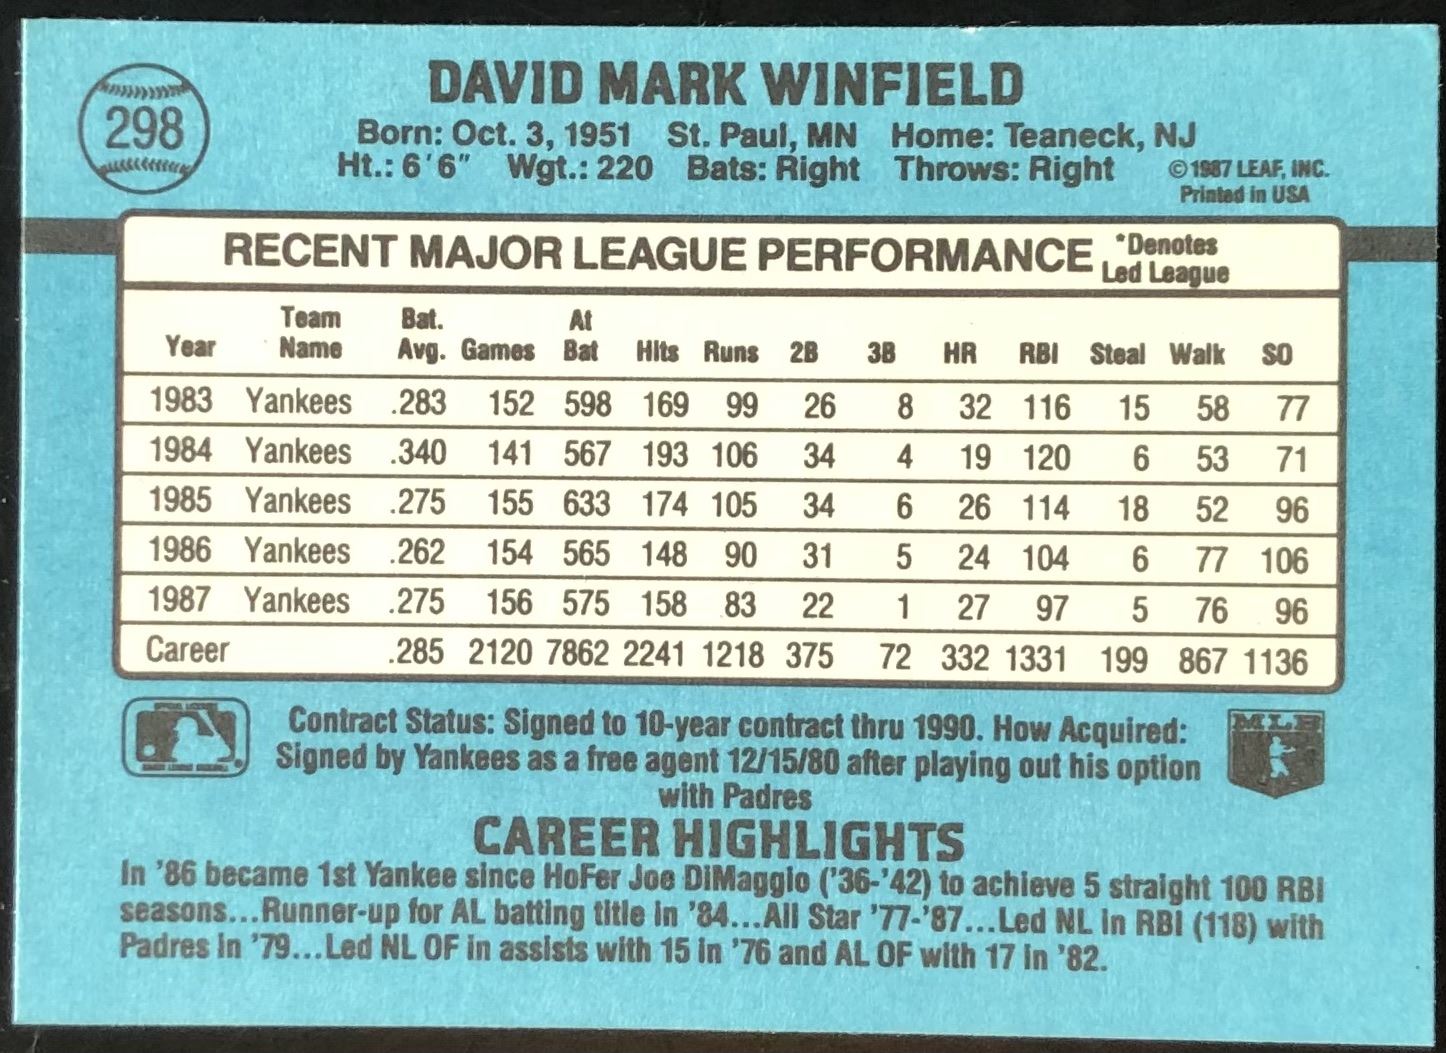 298
DAVID MARK WINFIELD
Born: Oct. 3, 1951 St. Paul, MN Home: Teaneck, NJ
Ht.: 6'6" Wgt.: 220 Bats: Right Throws: Right ©1987 LEAF, INC.
Printed in USA
RECENT MAJOR LEAGUE PERFORMANCE *Denotes
Led League
Team Bat. At
Year Name Avg. Games Bat Hits Runs 2B 3B HR RBI Steal Walk SO
1983 Yankees .283 152 598 169 99 26 8 32 116 15 58 77
1984 Yankees .340 141 567 193 106 34 4 19 120 6 53 71
1985 Yankees .275 155 633 174 105 34 6 26 114 18 52 96
1986 Yankees .262 154 565 148 90 31 5 24 104 6 77 106
1987 Yankees .275 156 575 158 83 22 1 27 97 5 76 96
Career .285 2120 7862 2241 1218 375 72 332 1331 199 867 1136
Contract Status: Signed to 10-year contract thru 1990. How Acquired:
Signed by Yankees as a free agent 12/15/80 after playing out his option
with Padres
MLB
CAREER HIGHLIGHTS
In '86 became 1st Yankee since HoFer Joe DiMaggio ('36-'42) to achieve 5 straight 100 RBI
seasons...Runner-up for AL batting title in '84...All Star '77-'87...Led NL in RBI (118) with
Padres in '79...Led NL OF in assists with 15 in '76 and AL OF with 17 in '82.